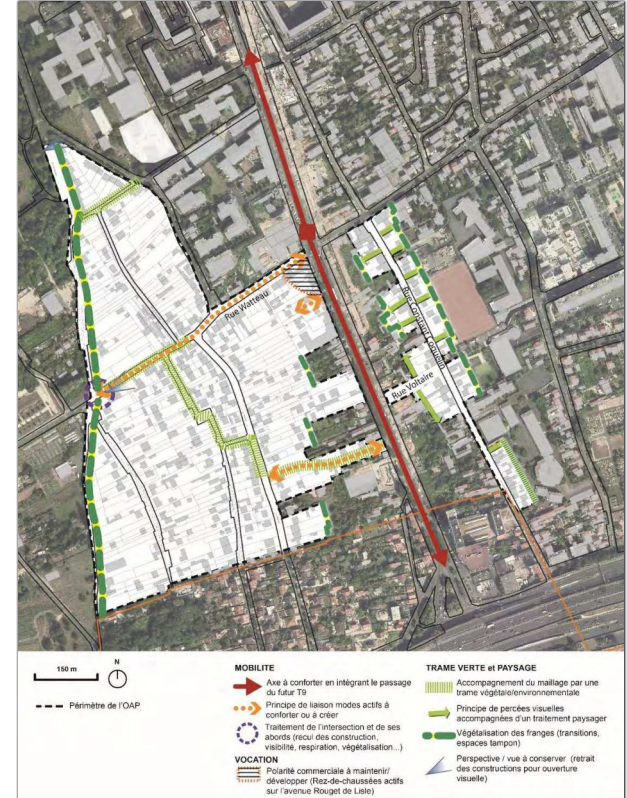 Rue Watteau
Rue Constant Coquelin
Rue Voltaire
150 m
N
Périmètre de l'OAP
MOBILITE
Axe à conforter en intégrant le passage
du futur T9
Principe de liaison modes actifs à
conforter ou à créer
Traitement de l'intersection et de ses
abords (recul des construction,
visibilité, respiration, végétalisation...)
VOCATION
Polarité commerciale à maintenir/
développer (Rez-de-chaussées actifs
sur l'avenue Rouget de Lisle)
TRAME VERTE et PAYSAGE
Accompagnement du maillage par une
trame végétale/environnementale
Principe de percées visuelles
accompagnées d'un traitement paysager
Végétalisation des franges (transitions,
espaces tampon)
Perspective / vue à conserver (retrait
des constructions pour ouverture
visuelle)